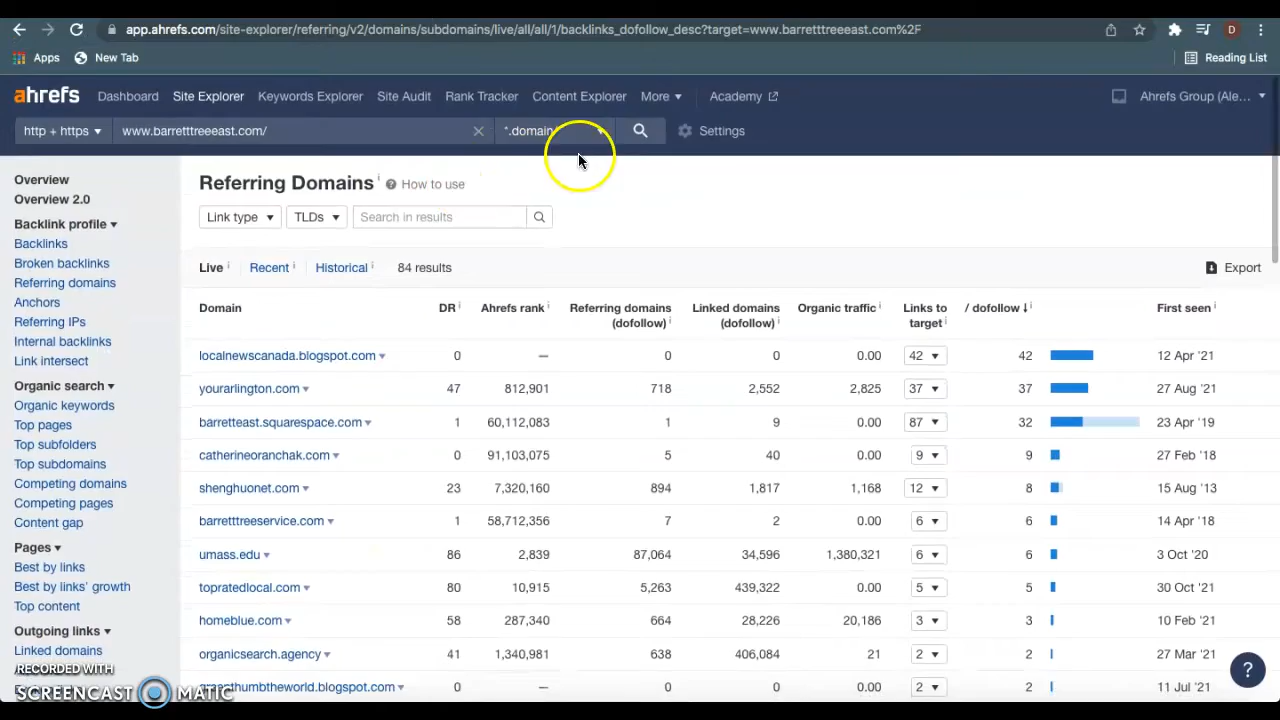 app.ahrefs.com/site-explorer/referring/v2/domains/subdomains/live/all/all/1/backlinks_dofollow_desc?target=www.barretttreeeast.com%2F
D
Apps New Tab Reading List
ahrefs Dashboard Site Explorer Keywords Explorer Site Audit Rank Tracker Content Explorer More Academy Ahrefs Group (Ale...
http + https www.barretttreeeast.com/ *.domain Settings
Overview
Overview 2.0
Backlink profile
Backlinks
Broken backlinks
Referring domains
Anchors
Referring IPs
Internal backlinks
Link intersect
Organic search
Organic keywords
Top pages
Top subfolders
Top subdomains
Competing domains
Competing pages
Content gap
Pages
Best by links
Best by links' growth
Top content
Outgoing links
Linked domains
Referring Domains ? How to use
Link type TLDs Search in results
Live Recent Historical 84 results Export
Domain DR Ahrefs rank Referring domains (dofollow) Linked domains (dofollow) Organic traffic Links to target / dofollow First seen
localnewscanada.blogspot.com 0 — 0 0 0.00 42 42 12 Apr '21
yourarlington.com 47 812,901 718 2,552 2,825 37 37 27 Aug '21
barretteast.squarespace.com 1 60,112,083 1 9 0.00 87 32 23 Apr '19
catherineoranchak.com 0 91,103,075 5 40 0.00 9 9 27 Feb '18
shenghuonet.com 23 7,320,160 894 1,817 1,168 12 8 15 Aug '13
barretttreeservice.com 1 58,712,356 7 2 0.00 6 6 14 Apr '18
umass.edu 86 2,839 87,064 34,596 1,380,321 6 6 3 Oct '20
topratedlocal.com 80 10,915 5,263 439,322 0.00 5 5 30 Oct '21
homeblue.com 58 287,340 664 28,226 20,186 3 3 10 Feb '21
organicsearch.agency 41 1,340,981 638 406,084 21 2 2 27 Mar '21
greenthumbtheworld.blogspot.com 0 — 0 0 0.00 2 2 11 Jul '21
?
RECORDED WITH
SCREENCAST MATIC